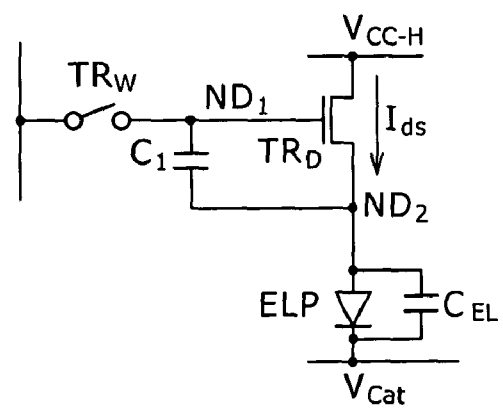 V_CC-H
TR_W
ND_1
I_ds
C_1
TR_D
ND_2
ELP
C_EL
V_Cat